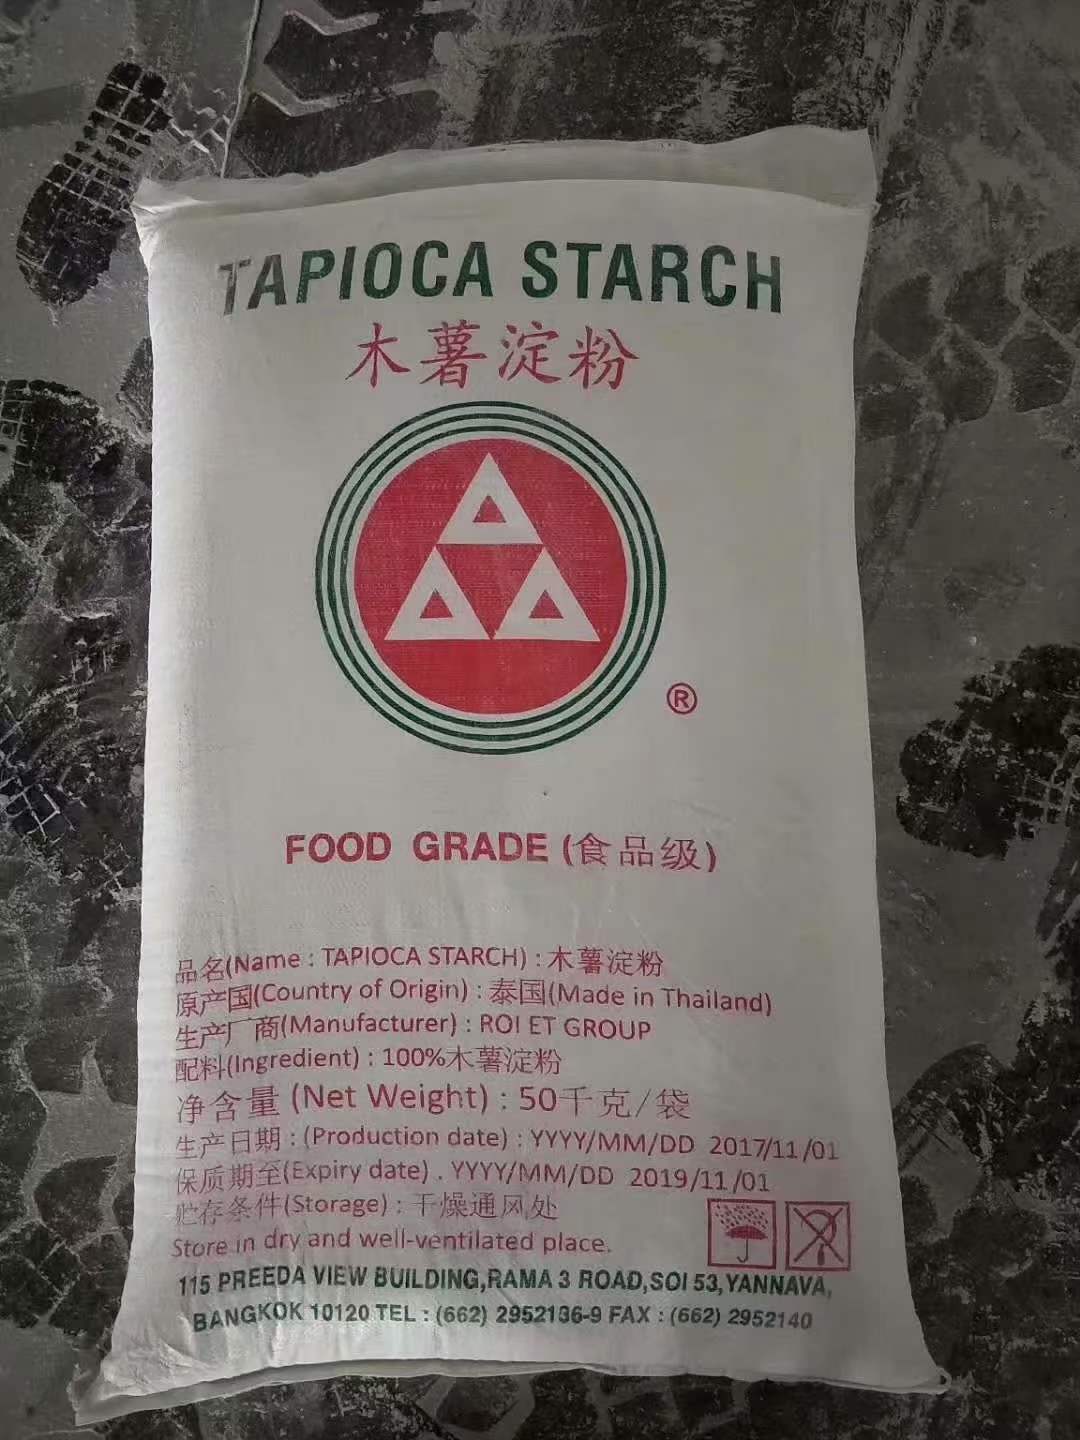 TAPIOCA STARCH
木薯淀粉
®
FOOD GRADE (食品级)
品名(Name : TAPIOCA STARCH) : 木薯淀粉
原产国(Country of Origin) : 泰国(Made in Thailand)
生产厂商(Manufacturer) : ROI ET GROUP
配料(Ingredient) : 100%木薯淀粉
净含量 (Net Weight) : 50千克/袋
生产日期 : (Production date) : YYYY/MM/DD 2017/11/01
保质期至(Expiry date) . YYYY/MM/DD 2019/11/01
贮存条件(Storage) : 干燥通风处
Store in dry and well-ventilated place.
115 PREEDA VIEW BUILDING,RAMA 3 ROAD,SOI 53,YANNAVA,
BANGKOK 10120 TEL : (662) 2952136-9 FAX : (662) 2952140